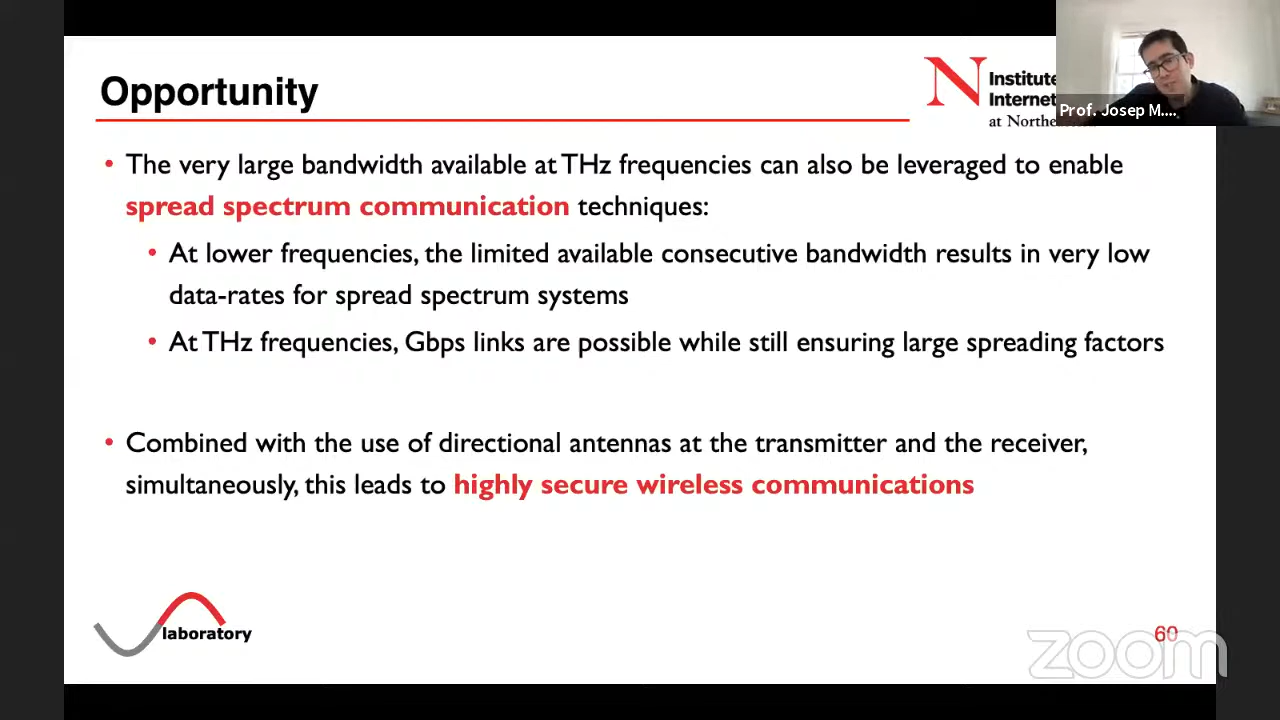 Opportunity
N
Institute
Internet
at Northe
Prof. Josep M....
• The very large bandwidth available at THz frequencies can also be leveraged to enable
spread spectrum communication techniques:
• At lower frequencies, the limited available consecutive bandwidth results in very low
data-rates for spread spectrum systems
• At THz frequencies, Gbps links are possible while still ensuring large spreading factors
• Combined with the use of directional antennas at the transmitter and the receiver,
simultaneously, this leads to highly secure wireless communications
laboratory
60
zoom